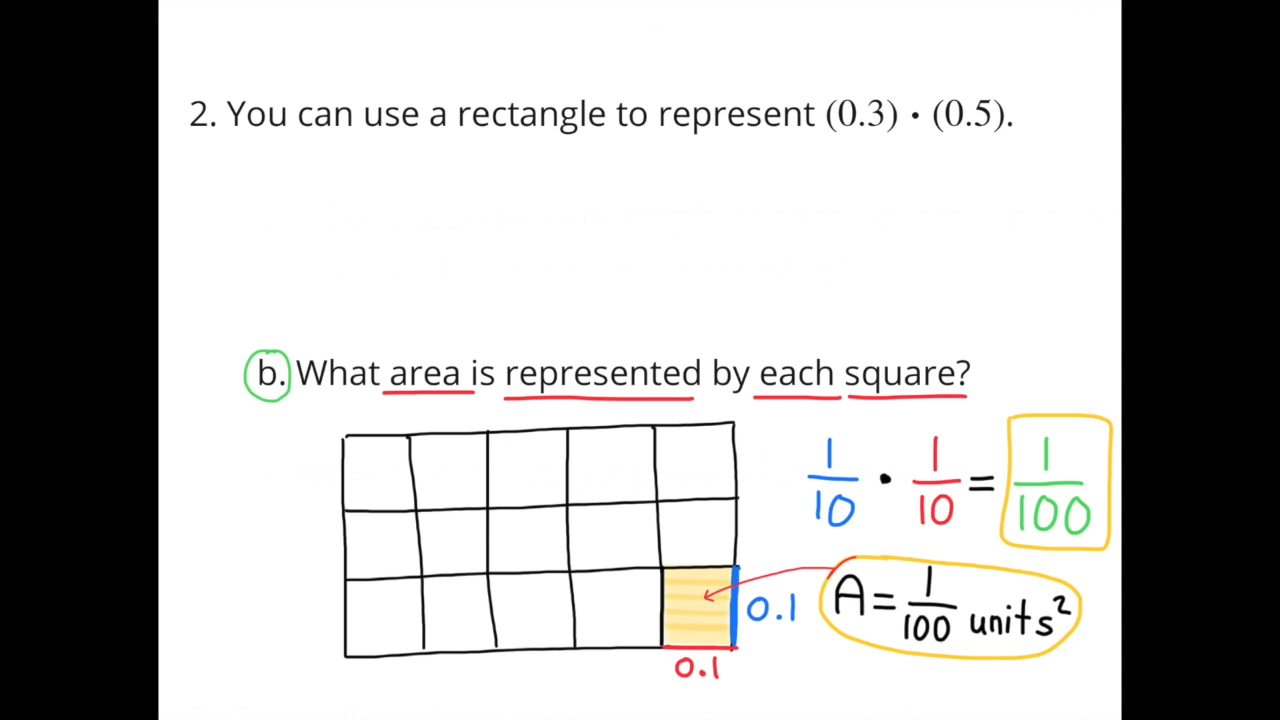 2. You can use a rectangle to represent (0.3) · (0.5).
b. What area is represented by each square?
1/10 · 1/10 = 1/100
A = 1/100 units²
0.1
0.1